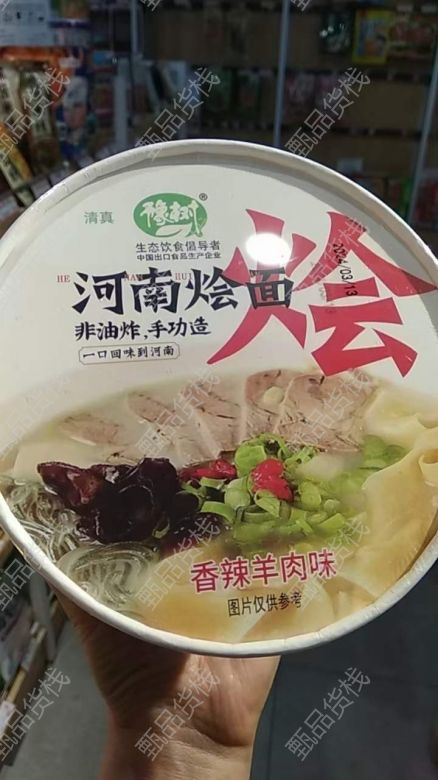 清真
豫树
®
生态饮食倡导者
中国出口食品生产企业
河南烩面
烩
2024/03/13
非油炸,手功造
一口回味到河南
香辣羊肉味
图片仅供参考
甄品货栈